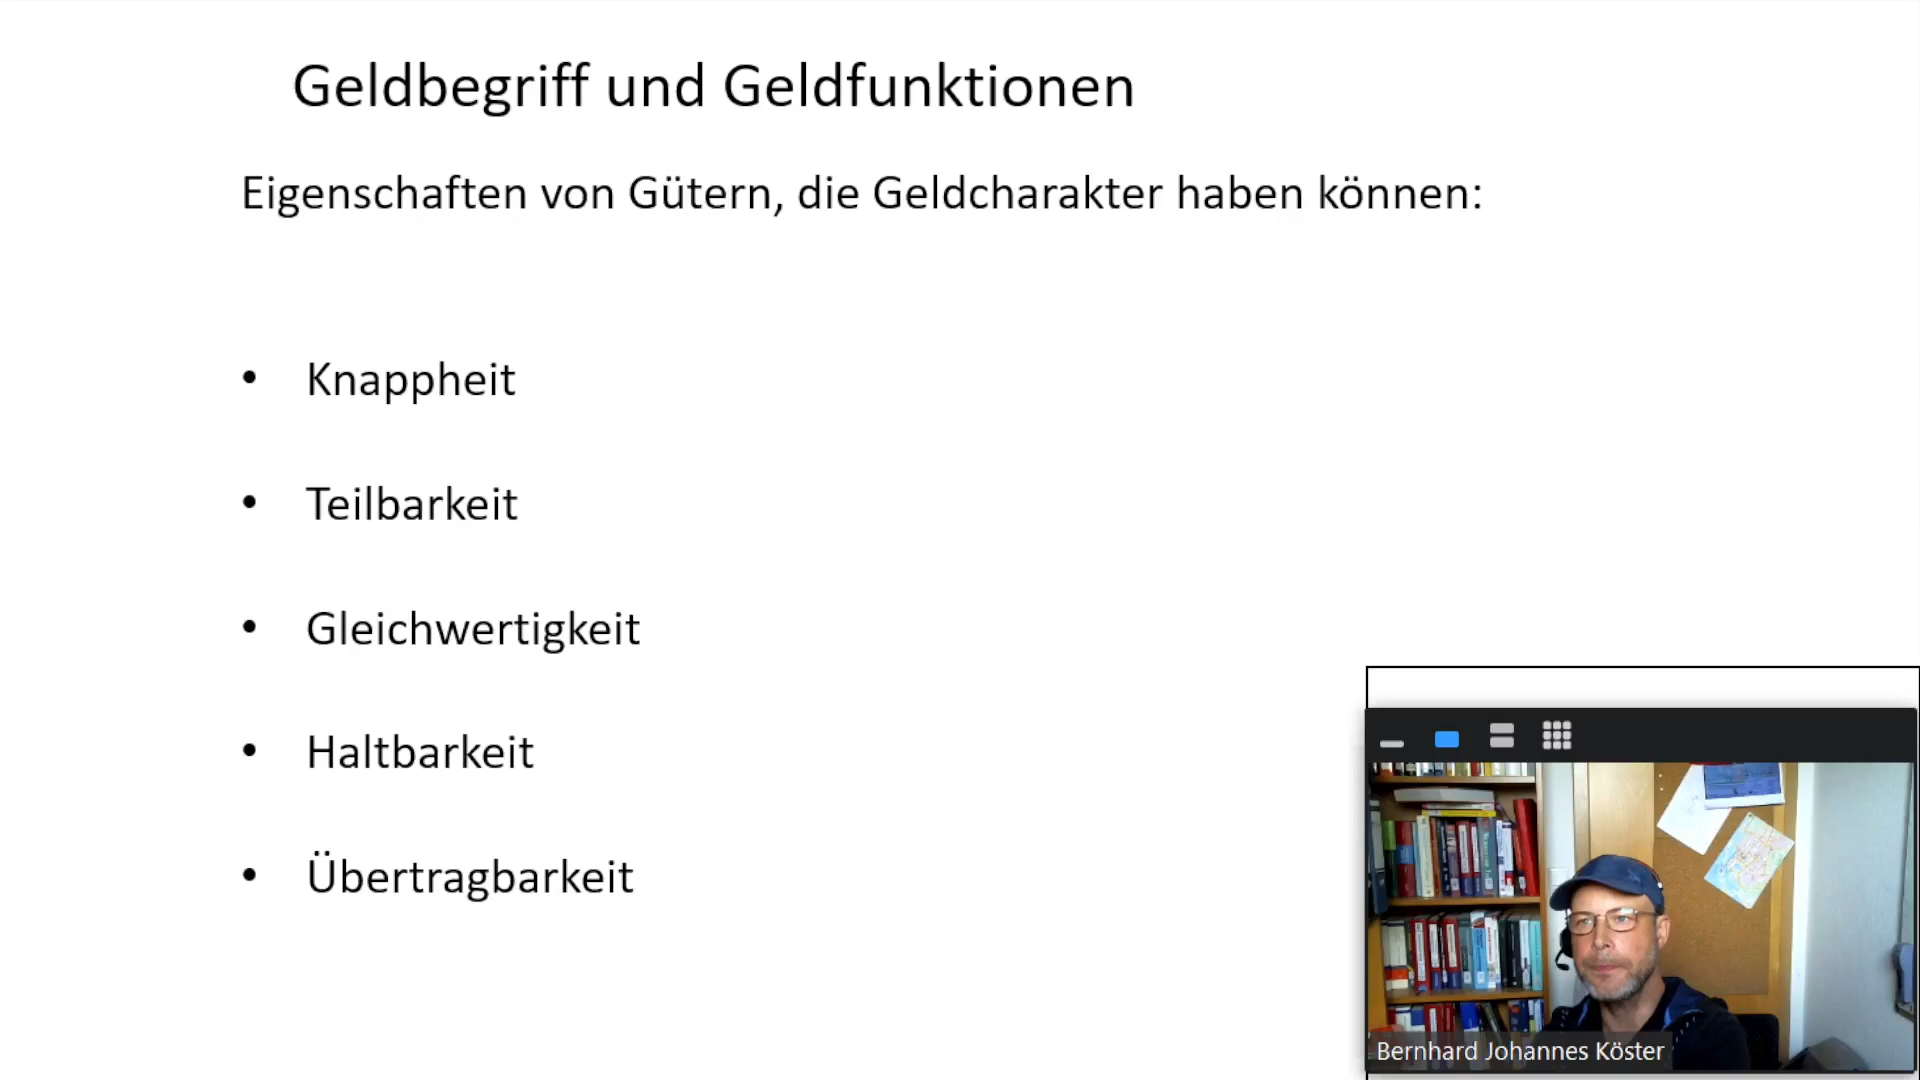 Geldbegriff und Geldfunktionen
Eigenschaften von Gütern, die Geldcharakter haben können:
• Knappheit
• Teilbarkeit
• Gleichwertigkeit
• Haltbarkeit
• Übertragbarkeit
Bernhard Johannes Köster